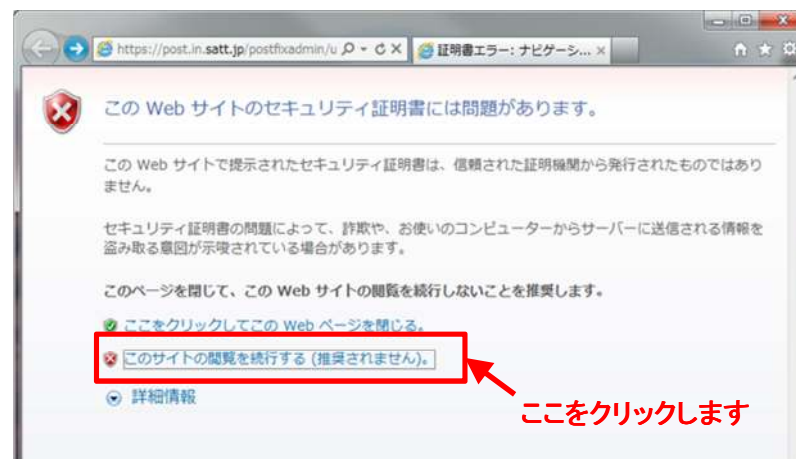 https://post.in.satt.jp/postfixadmin/u
証明書エラー: ナビゲーシ...
この Web サイトのセキュリティ証明書には問題があります。
この Web サイトで提示されたセキュリティ証明書は、信頼された証明機関から発行されたものではあり
ません。
セキュリティ証明書の問題によって、詐欺や、お使いのコンピューターからサーバーに送信される情報を
盗み取る意図が示唆されている場合があります。
このページを閉じて、この Web サイトの閲覧を続行しないことを推奨します。
ここをクリックしてこの Web ページを閉じる。
このサイトの閲覧を続行する (推奨されません)。
詳細情報
ここをクリックします